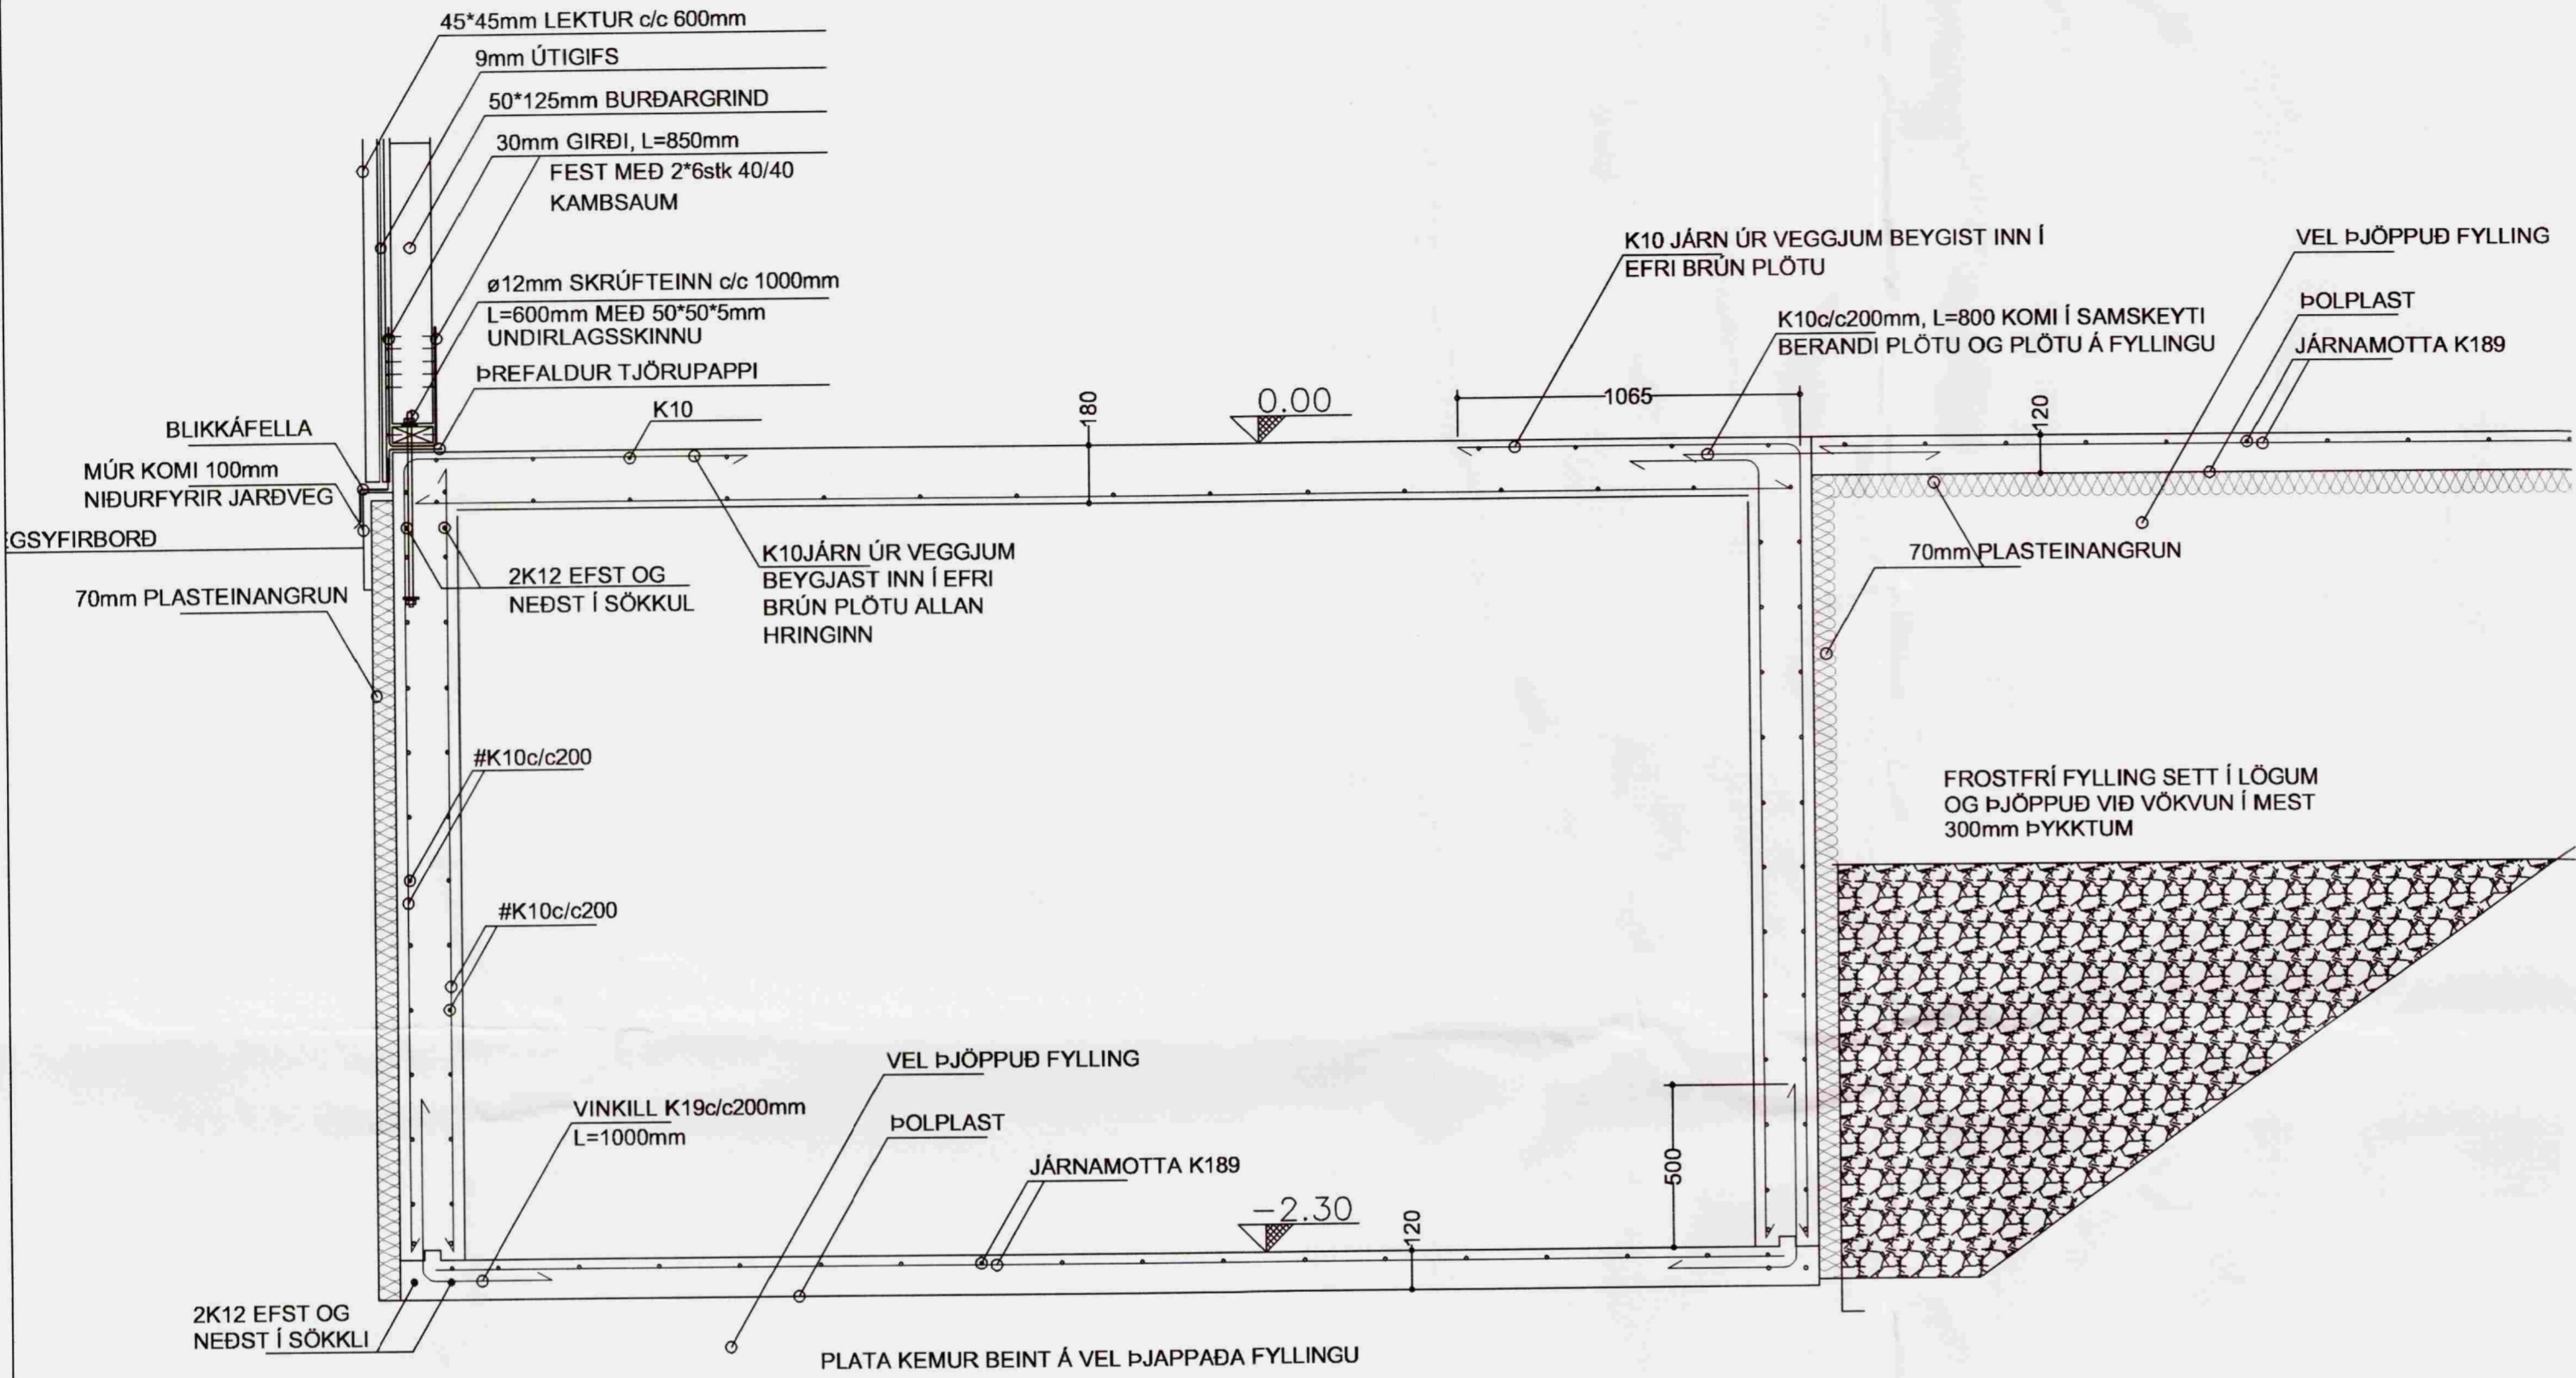 45*45mm LEKTUR c/c 600mm
9mm ÚTIGIFS
50*125mm BURÐARGRIND
30mm GIRÐI, L=850mm
FEST MEÐ 2*6stk 40/40
KAMBSAUM
ø12mm SKRÚFTEINN c/c 1000mm
L=600mm MEÐ 50*50*5mm
UNDIRLAGSSKINNU
ÞREFALDUR TJÖRUPAPPI
K10
BLIKKÁFELLA
MÚR KOMI 100mm
NIÐURFYRIR JARÐVEG
GSYFIRBORÐ
70mm PLASTEINANGRUN
2K12 EFST OG
NEÐST Í SÖKKUL
K10JÁRN ÚR VEGGJUM
BEYGJAST INN Í EFRI
BRÚN PLÖTU ALLAN
HRINGINN
180
0.00
1065
K10 JÁRN ÚR VEGGJUM BEYGIST INN Í
EFRI BRÚN PLÖTU
K10c/c200mm, L=800 KOMI Í SAMSKEYTI
BERANDI PLÖTU OG PLÖTU Á FYLLINGU
VEL ÞJÖPPUÐ FYLLING
ÞOLPLAST
JÁRNAMOTTA K189
120
70mm PLASTEINANGRUN
#K10c/c200
#K10c/c200
FROSTFRÍ FYLLING SETT Í LÖGUM
OG ÞJÖPPUÐ VIÐ VÖKVUN Í MEST
300mm ÞYKKTUM
VEL ÞJÖPPUÐ FYLLING
VINKILL K19c/c200mm
L=1000mm
ÞOLPLAST
JÁRNAMOTTA K189
-2.30
120
500
2K12 EFST OG
NEÐST Í SÖKKLI
PLATA KEMUR BEINT Á VEL ÞJAPPAÐA FYLLINGU